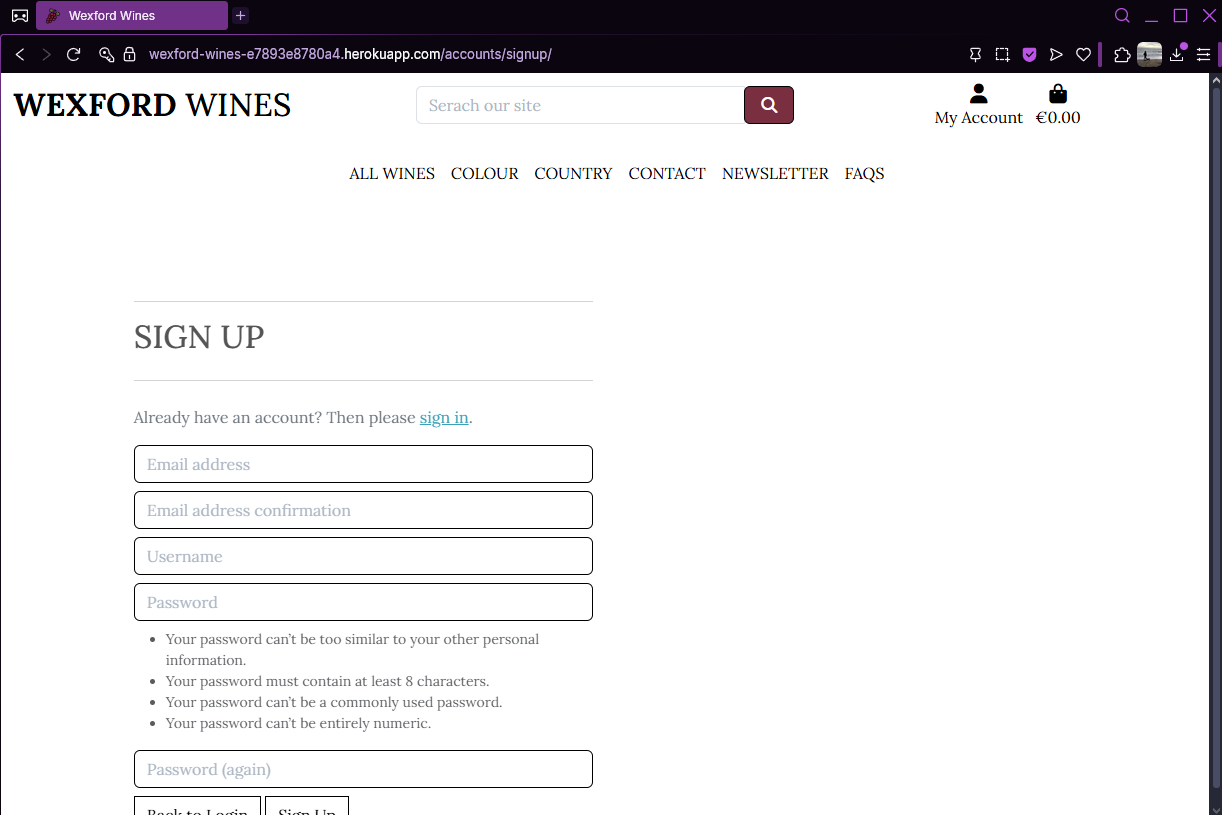 Wexford Wines
wexford-wines-e7893e8780a4.herokuapp.com/accounts/signup/
WEXFORD WINES
Serach our site
My Account
€0.00
ALL WINES COLOUR COUNTRY CONTACT NEWSLETTER FAQS
SIGN UP
Already have an account? Then please sign in.
Email address
Email address confirmation
Username
Password
Your password can’t be too similar to your other personal
information.
Your password must contain at least 8 characters.
Your password can’t be a commonly used password.
Your password can’t be entirely numeric.
Password (again)
Back to Login Sign Up